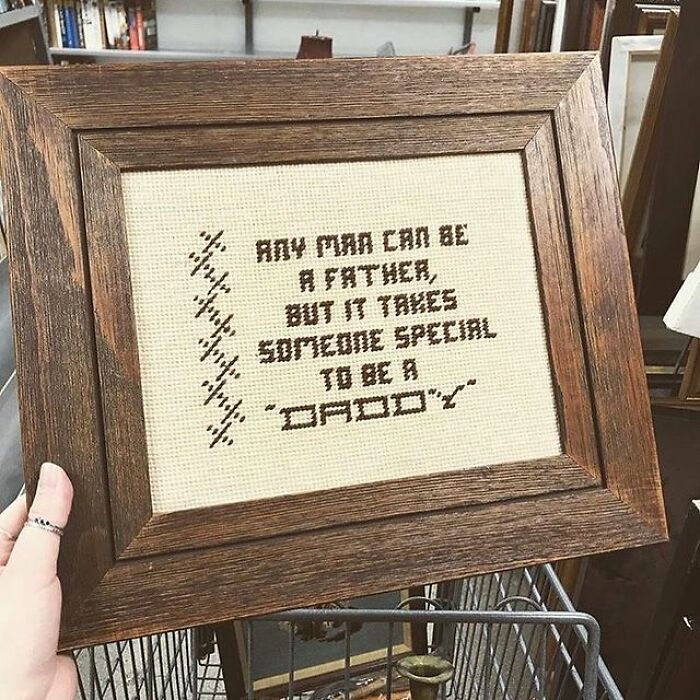 ANY MAN CAN BE
A FATHER,
BUT IT TAKES
SOMEONE SPECIAL
TO BE A
"DADDY"